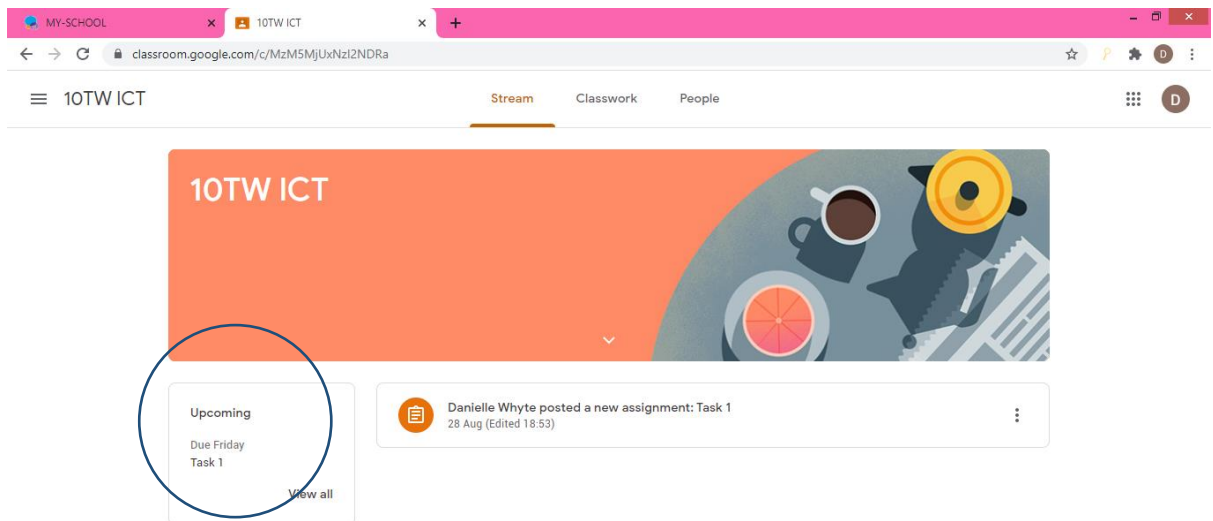 MY-SCHOOL
10TW ICT
classroom.google.com/c/MzM5MjUxNzI2NDRa
D
10TW ICT
Stream
Classwork
People
D
10TW ICT
Upcoming
Due Friday
Task 1
View all
Danielle Whyte posted a new assignment: Task 1
28 Aug (Edited 18:53)